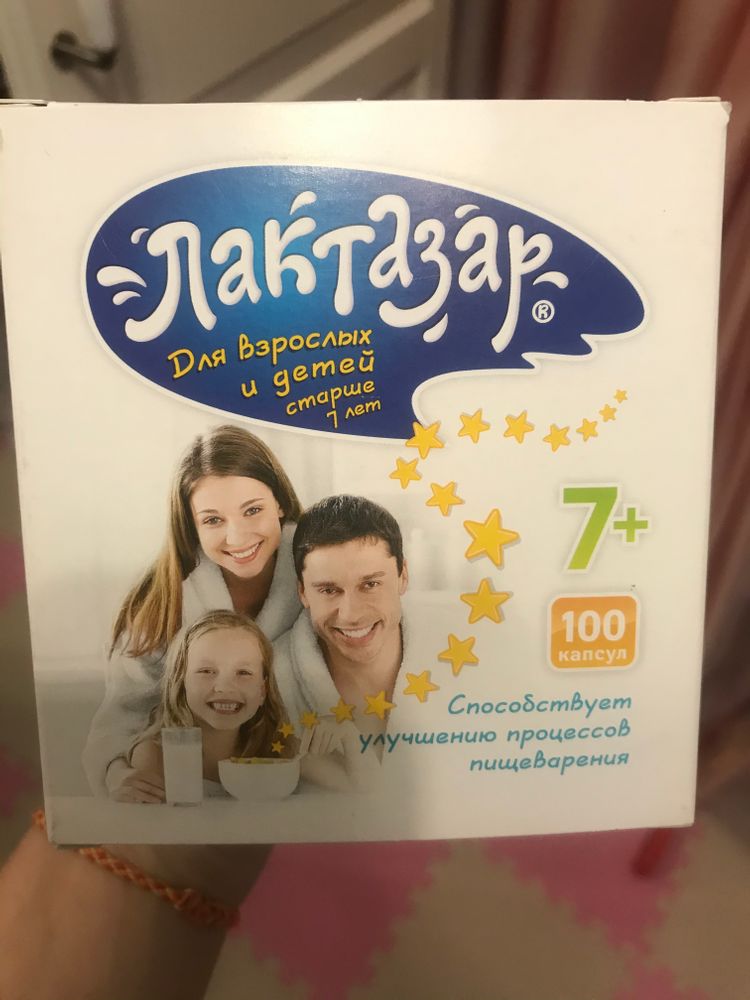 Лактазар®
Для взрослых
и детей
старше
7 лет
7+
100
капсул
Способствует
улучшению процессов
пищеварения